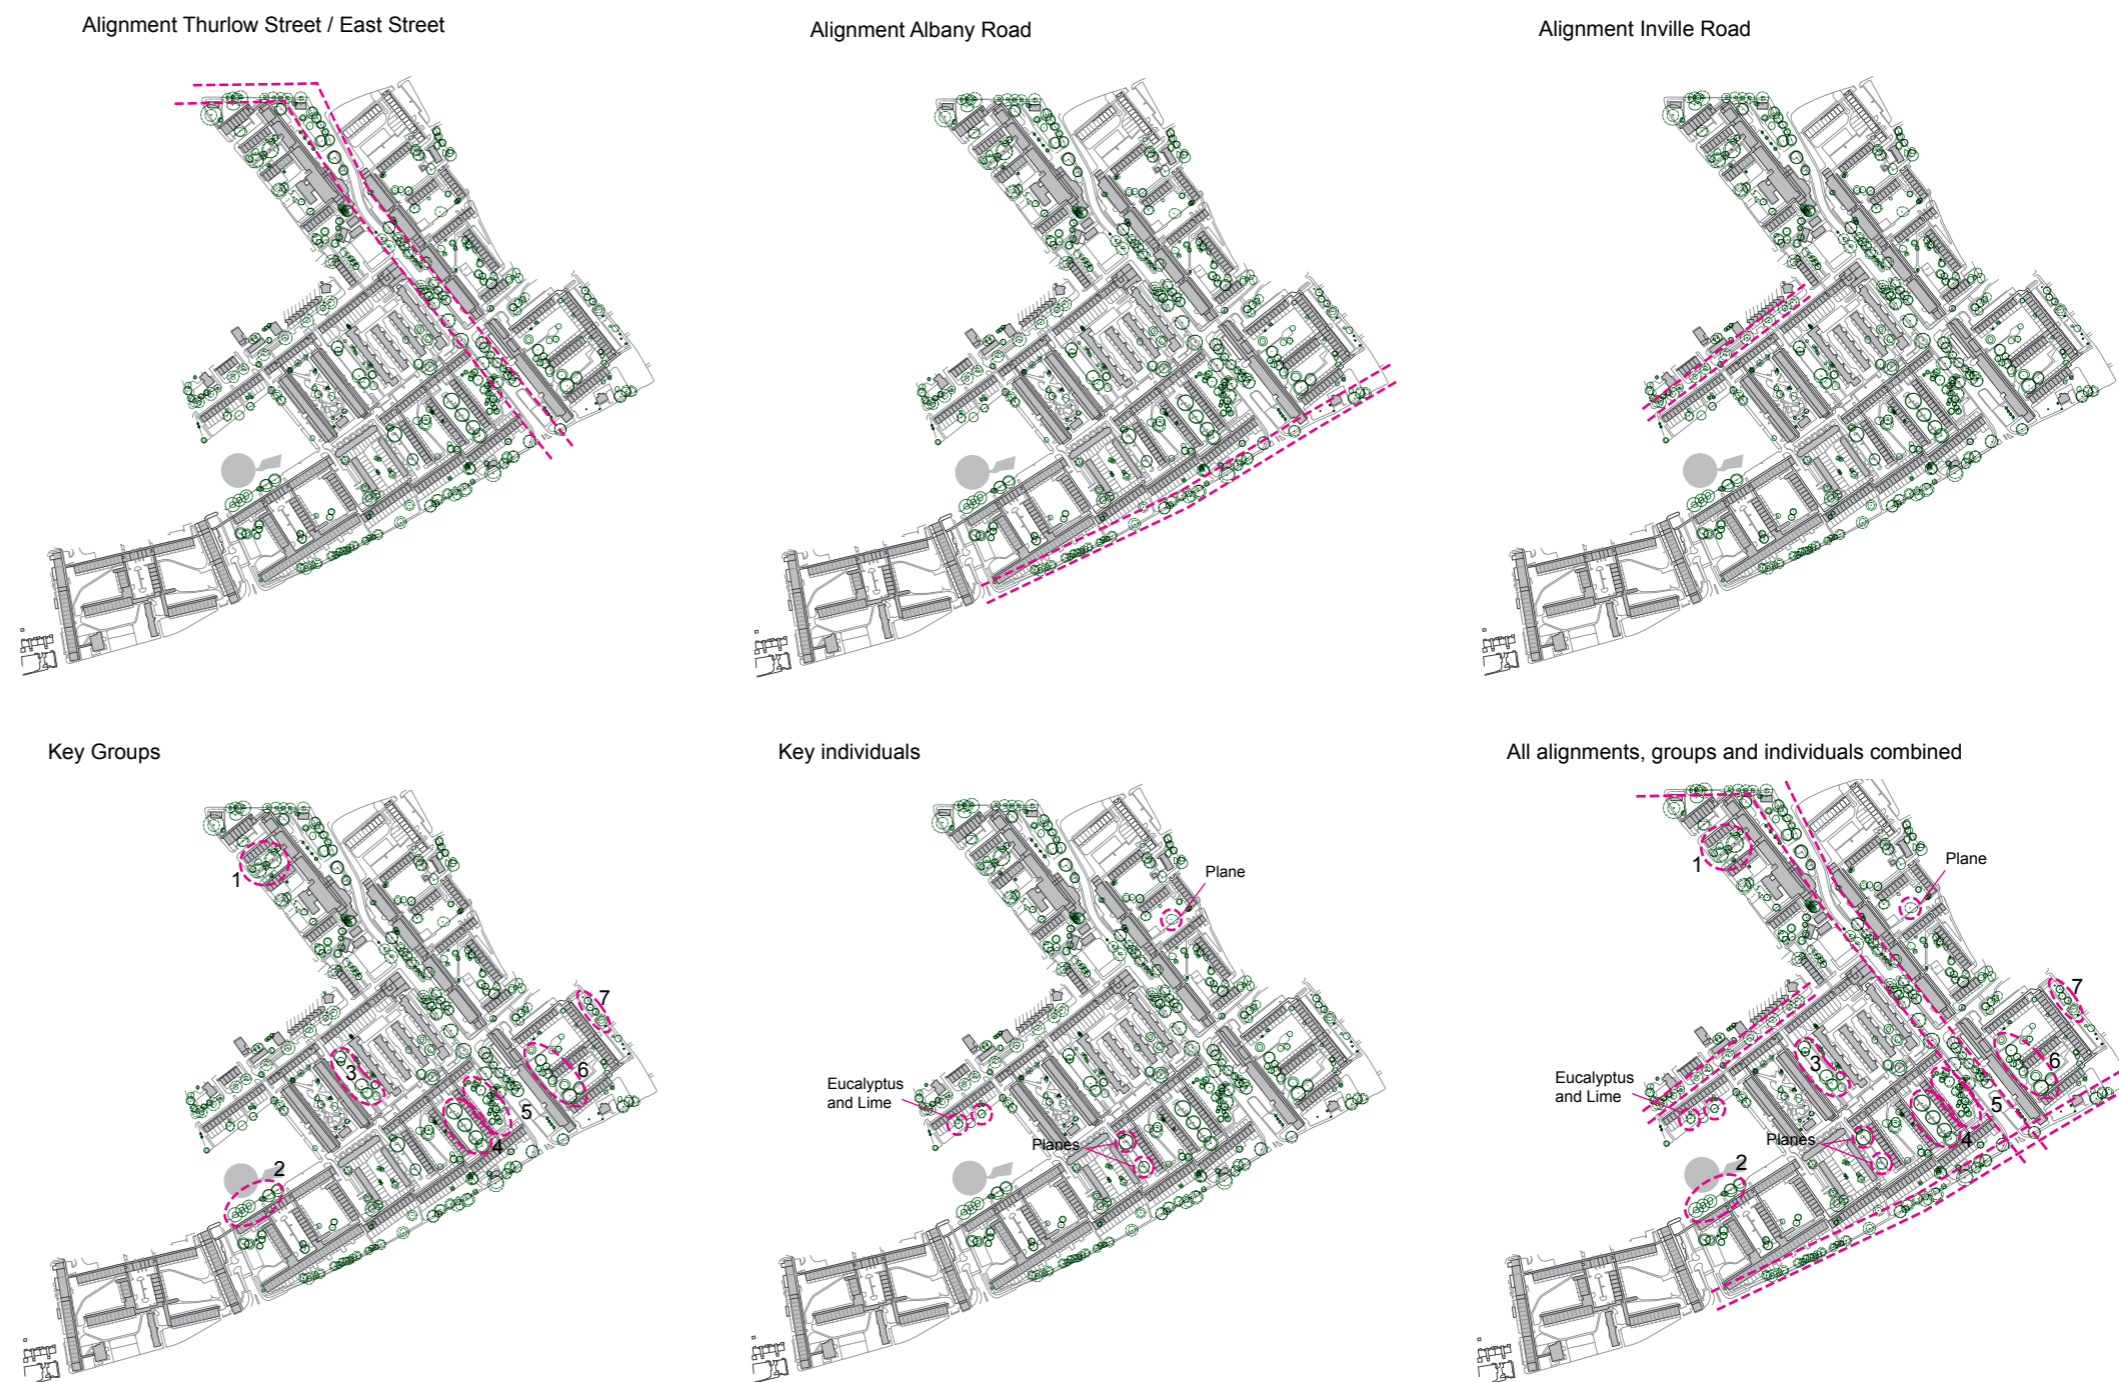 Alignment Thurlow Street / East Street
Alignment Albany Road
Alignment Inville Road
Key Groups
1
2
3
4
5
6
7
Key individuals
Plane
Eucalyptus
and Lime
Planes
All alignments, groups and individuals combined
1
Plane
7
6
3
Eucalyptus
and Lime
5
Planes
4
2